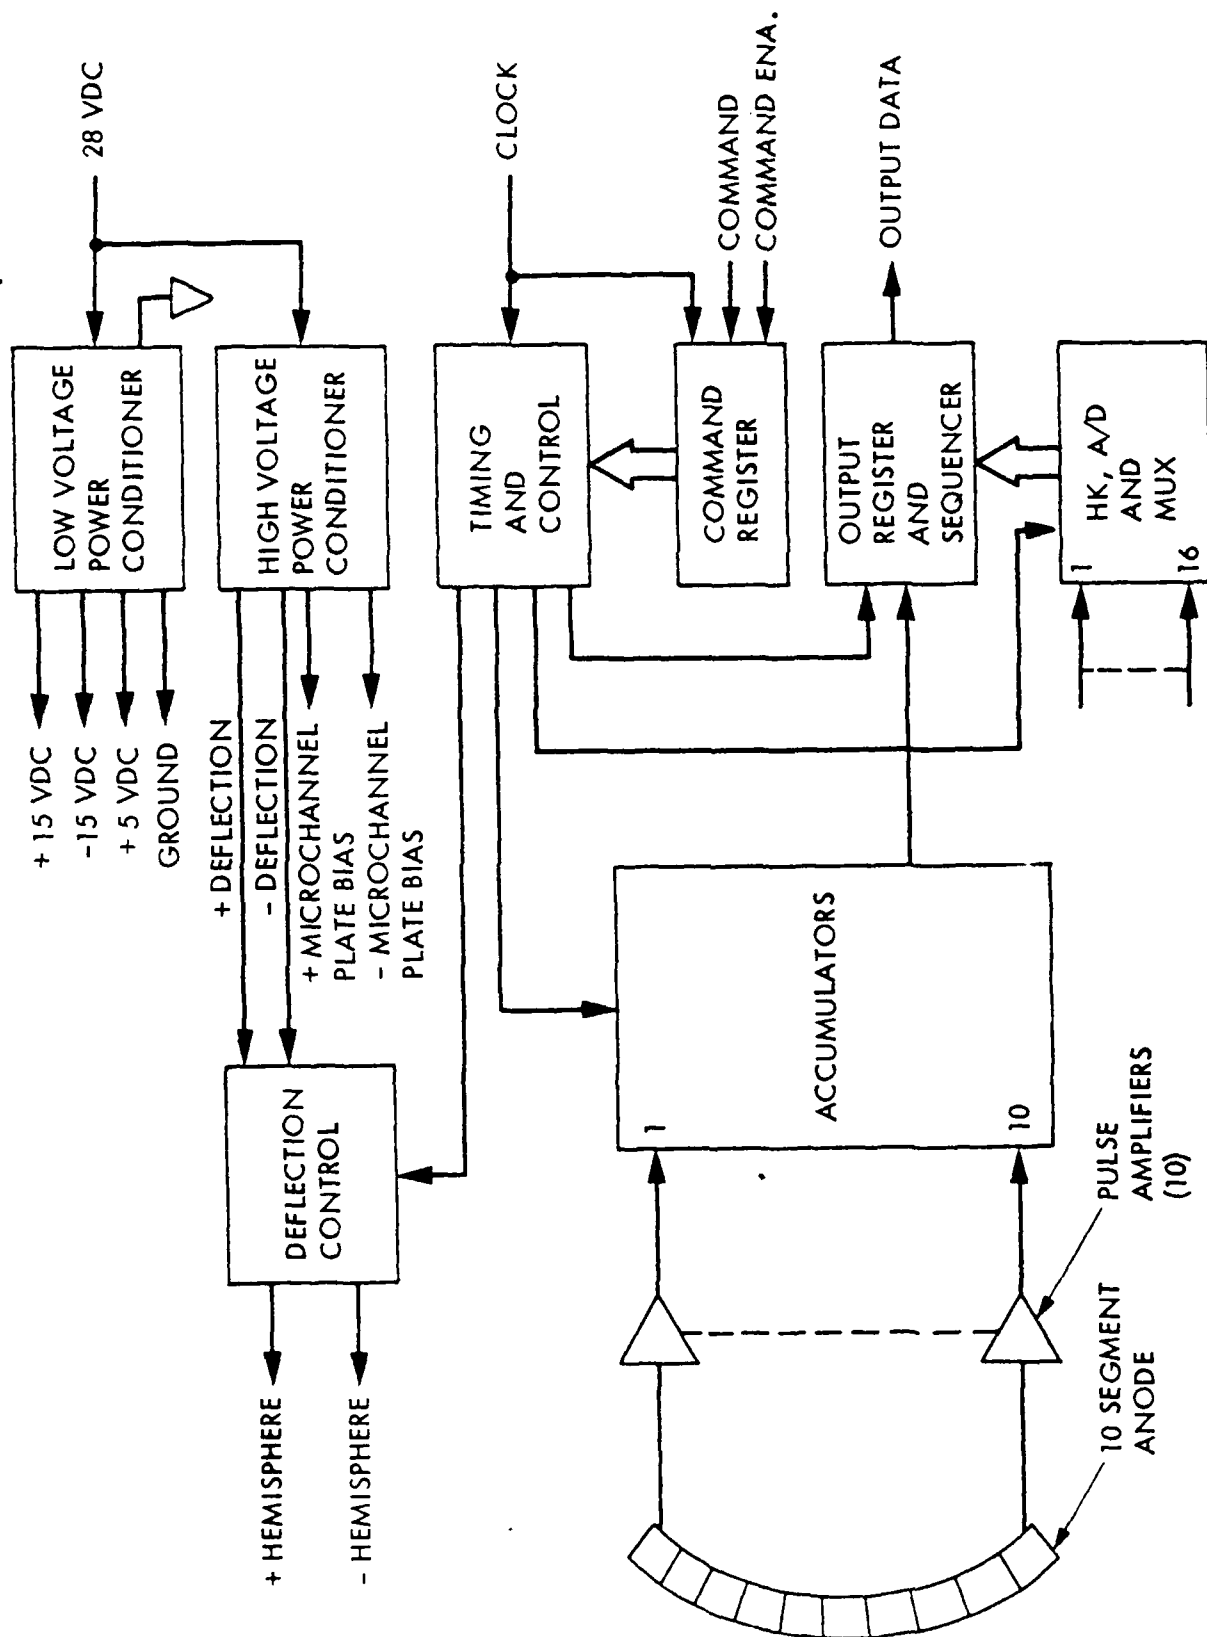 + 15 VDC
-15 VDC
+ 5 VDC
GROUND
LOW VOLTAGE
POWER
CONDITIONER
28 VDC
+ DEFLECTION
- DEFLECTION
+ MICROCHANNEL
PLATE BIAS
- MICROCHANNEL
PLATE BIAS
HIGH VOLTAGE
POWER
CONDITIONER
+ HEMISPHERE
- HEMISPHERE
DEFLECTION
CONTROL
TIMING
AND
CONTROL
CLOCK
COMMAND
REGISTER
COMMAND
COMMAND ENA.
1
ACCUMULATORS
10
OUTPUT
REGISTER
AND
SEQUENCER
OUTPUT DATA
1
HK, A/D
AND
MUX
16
10 SEGMENT
ANODE
PULSE
AMPLIFIERS
(10)